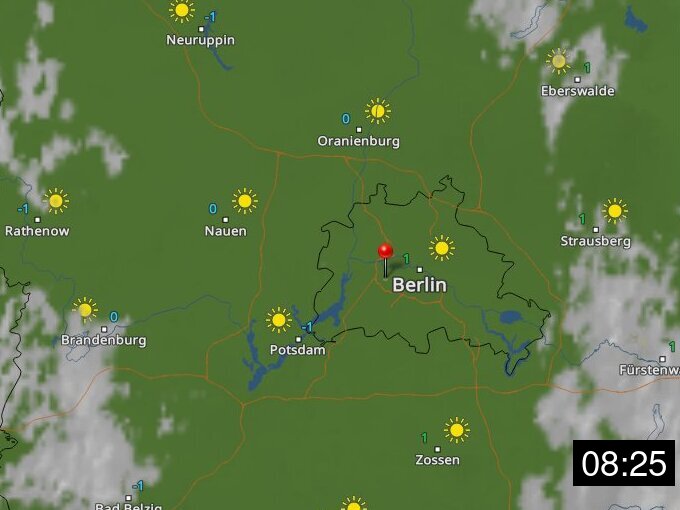 -1
Neuruppin
1
Eberswalde
0
Oranienburg
-1
Rathenow
0
Nauen
1
Strausberg
1
Berlin
0
Brandenburg
-1
Potsdam
1
Fürstenwa
1
Zossen
08:25
-1
Bad Belzig